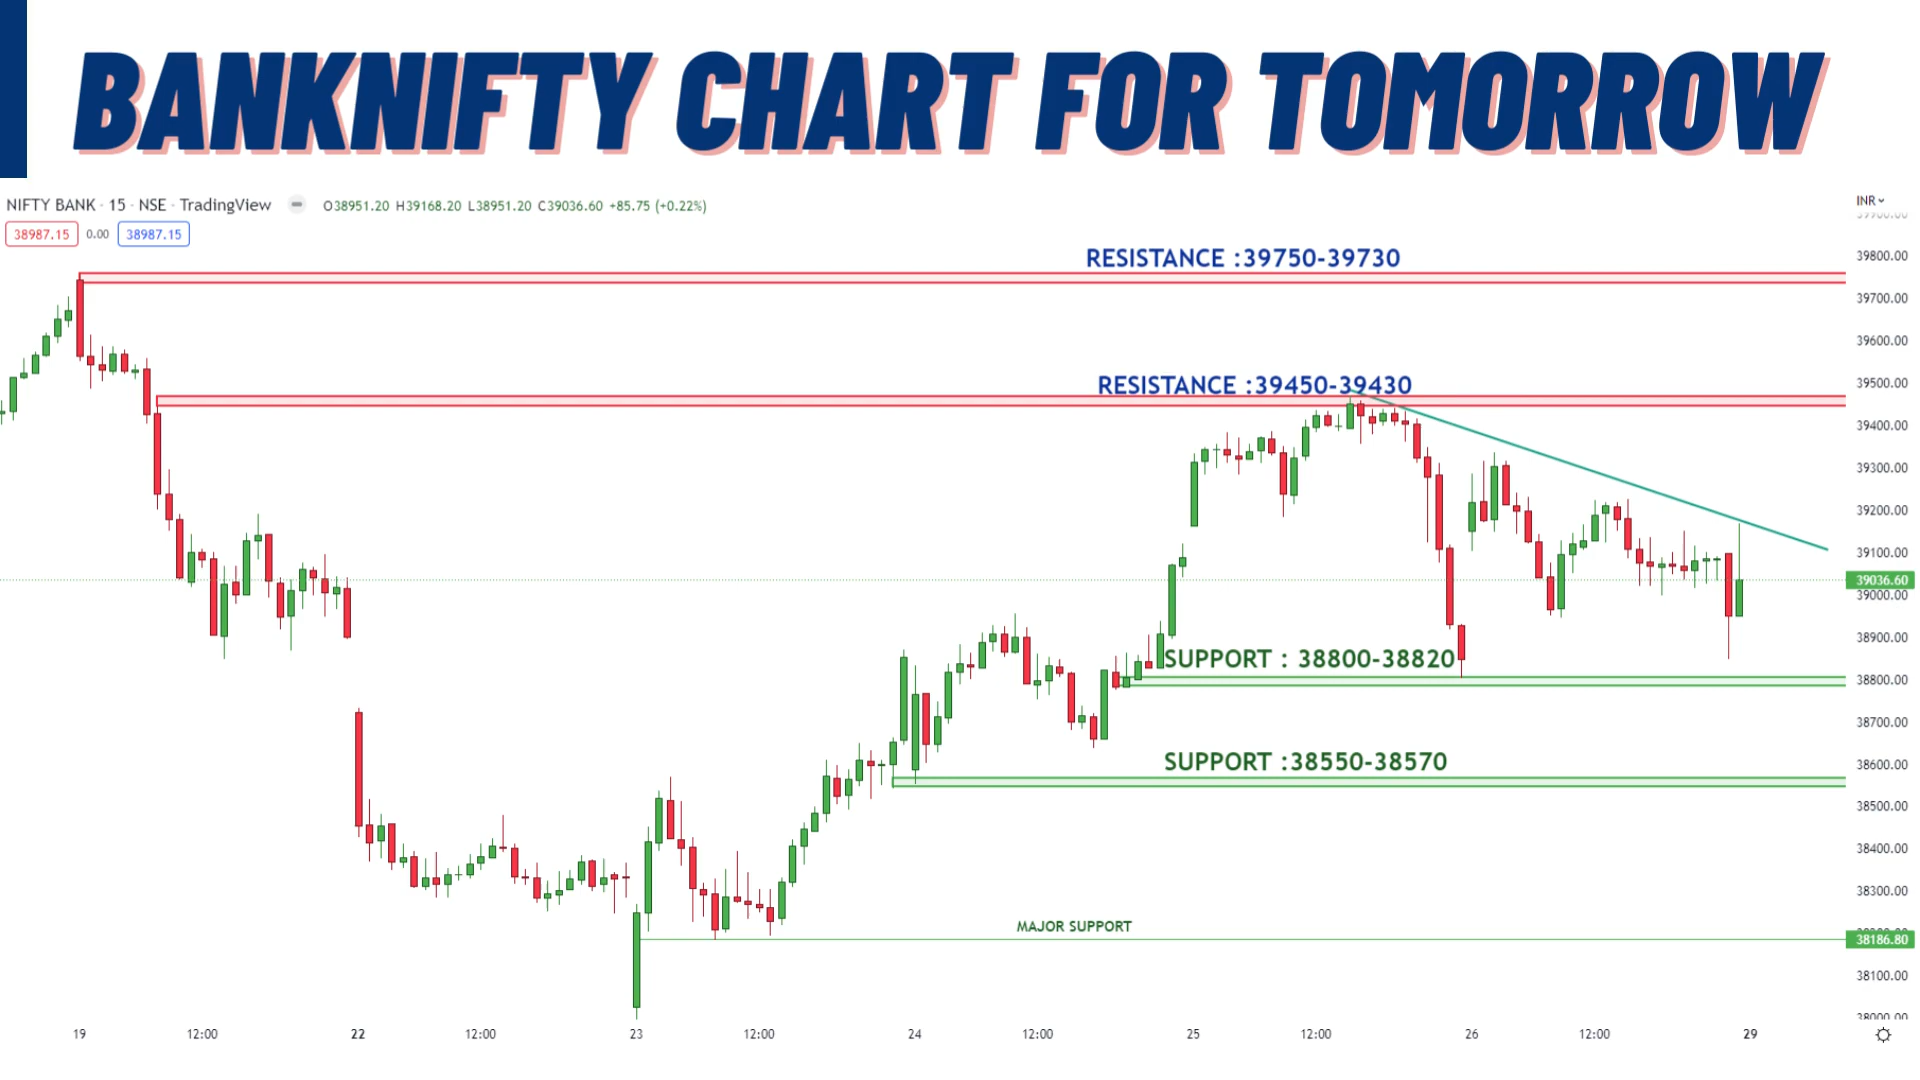 BANKNIFTY CHART FOR TOMORROW
NIFTY BANK · 15 · NSE · TradingView O38951.20 H39168.20 L38951.20 C39036.60 +85.75 (+0.22%)
INR
38987.15 0.00 38987.15
39900.00
RESISTANCE :39750-39730
39800.00
39700.00
39600.00
RESISTANCE :39450-39430
39500.00
39400.00
39300.00
39200.00
39100.00
39036.60
39000.00
38900.00
SUPPORT : 38800-38820
38800.00
38700.00
SUPPORT :38550-38570
38600.00
38500.00
38400.00
38300.00
MAJOR SUPPORT
38186.80
38100.00
38000.00
19 12:00 22 12:00 23 12:00 24 12:00 25 12:00 26 12:00 29